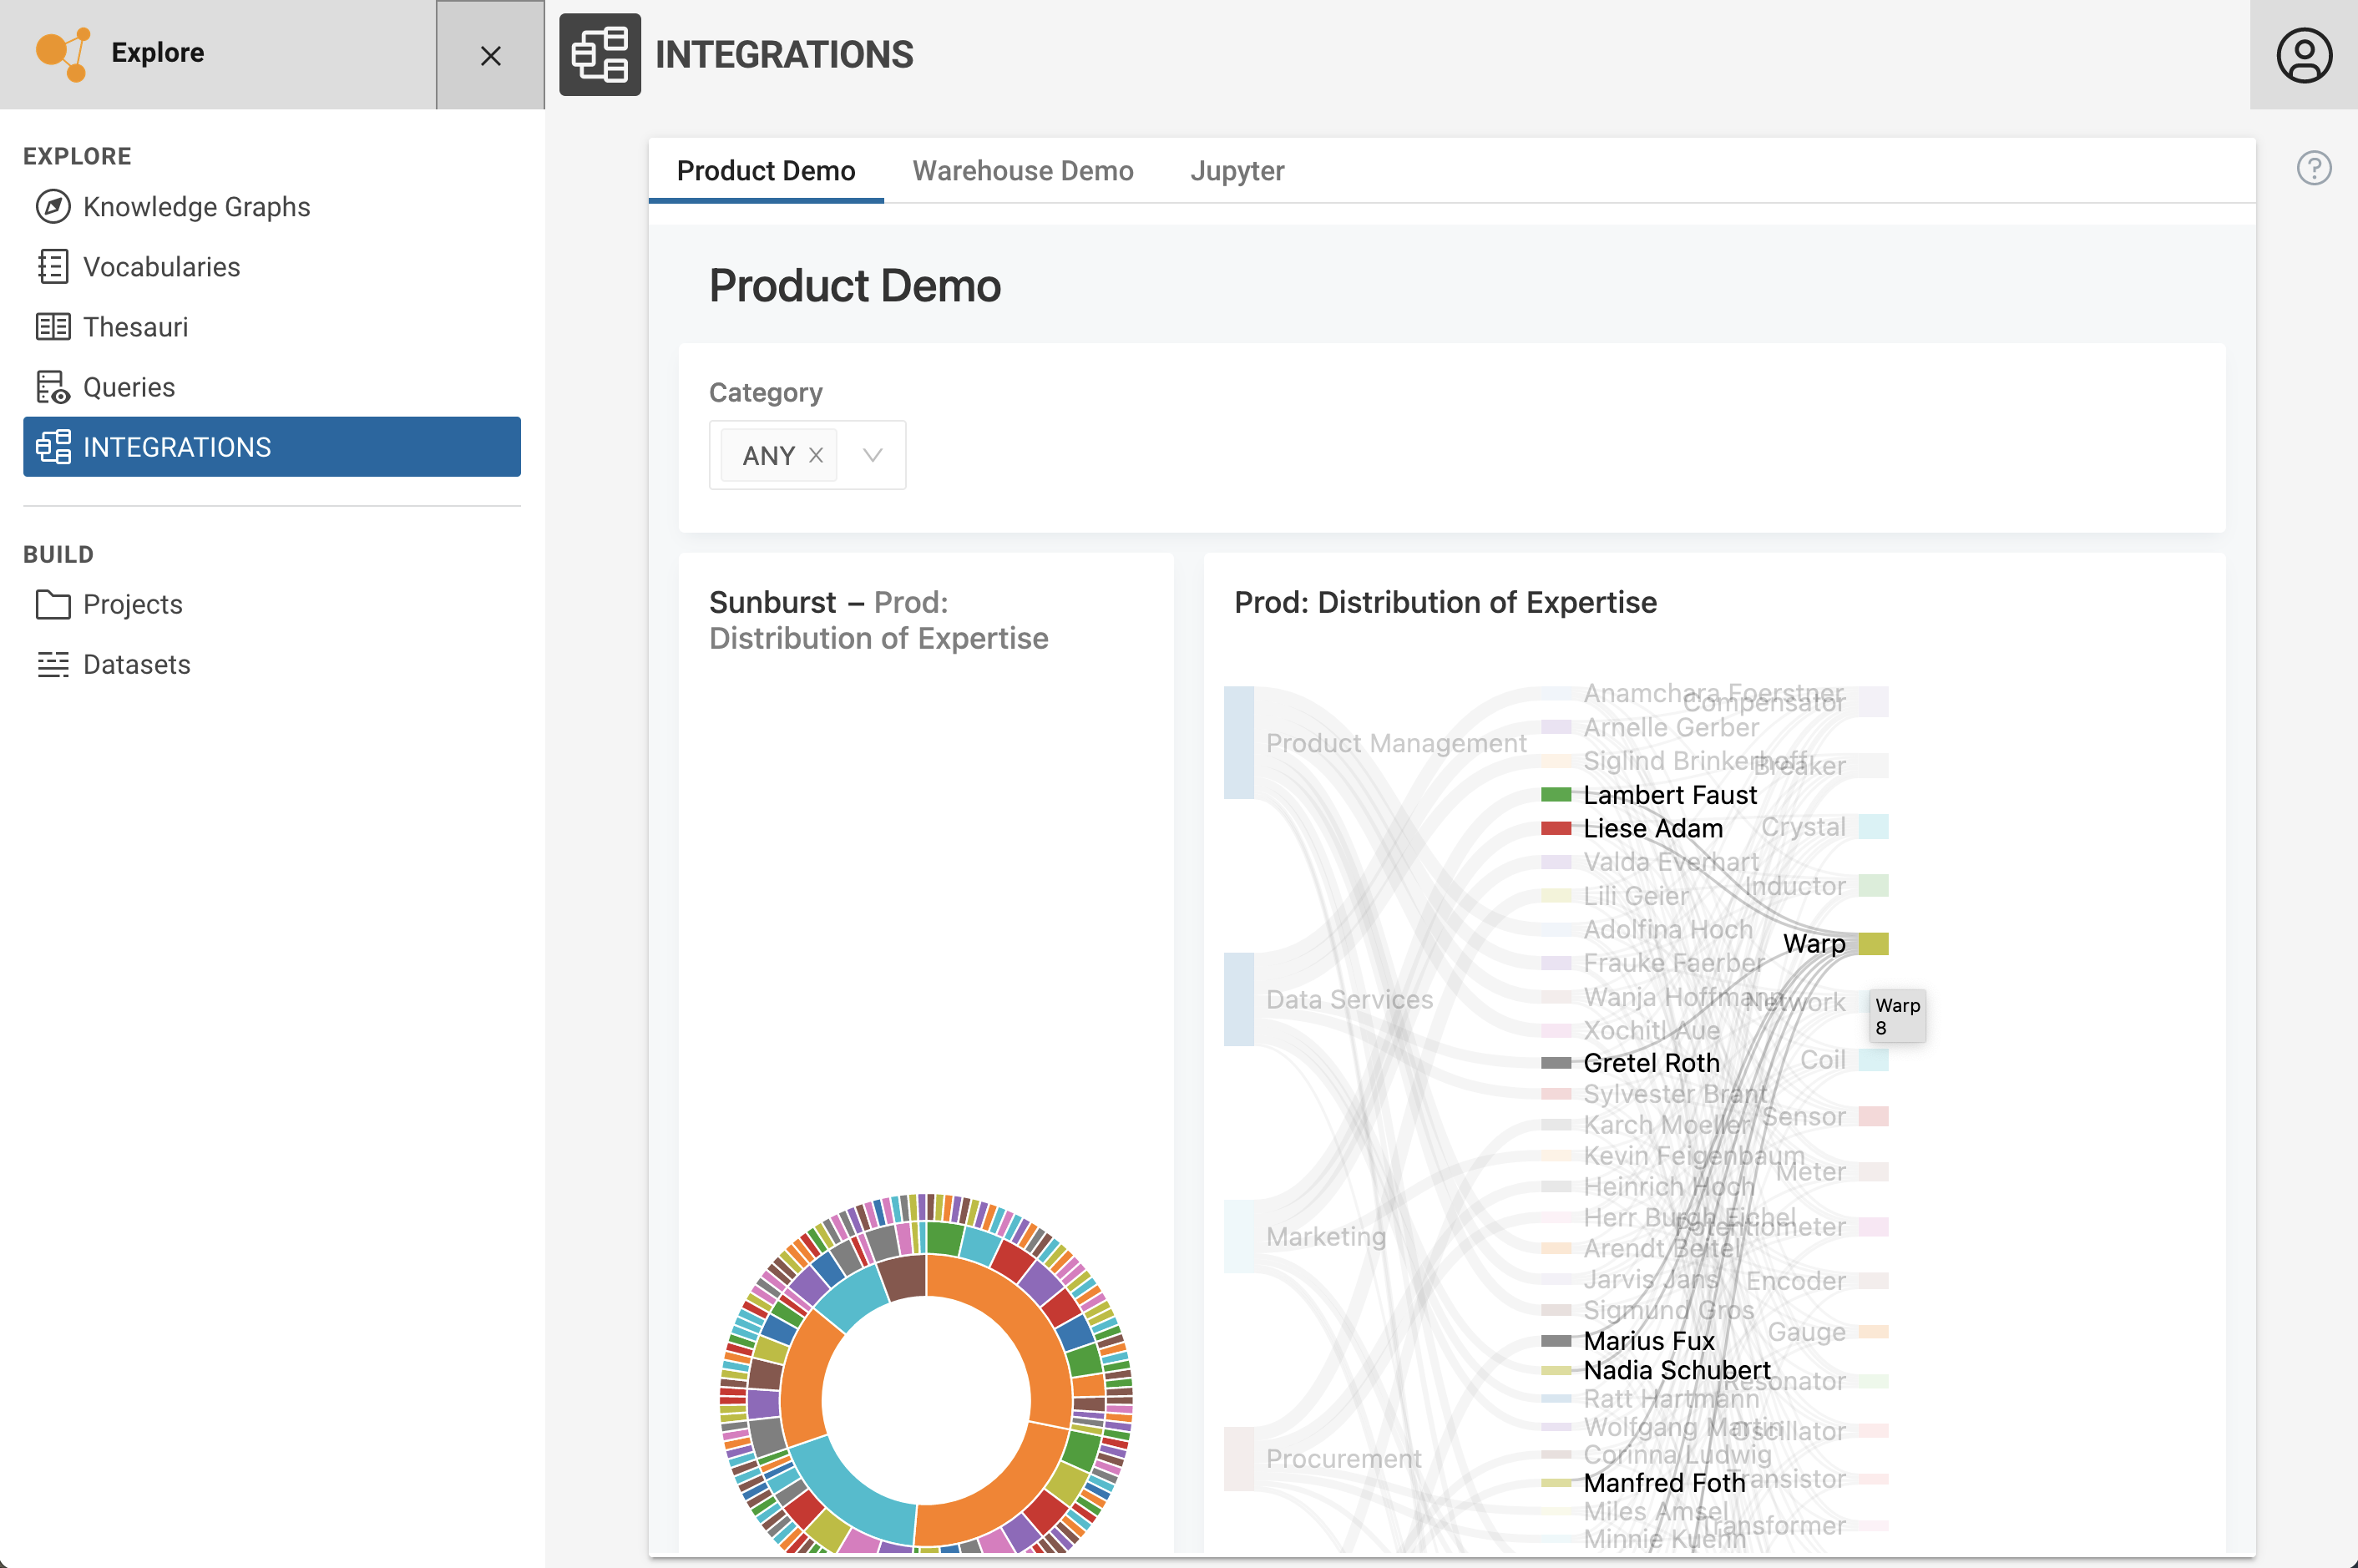 Explore
INTEGRATIONS
EXPLORE
Knowledge Graphs
Vocabularies
Thesauri
Queries
INTEGRATIONS
BUILD
Projects
Datasets
Product Demo
Warehouse Demo
Jupyter
?
Product Demo
Category
ANY
Sunburst – Prod:
Distribution of Expertise
Prod: Distribution of Expertise
Product Management
Data Services
Marketing
Procurement
Anamchara Foerstner
Arnelle Gerber
Siglind Brinkerhoff
Lambert Faust
Liese Adam
Valda Everhart
Lili Geier
Adolfina Hoch
Frauke Faerber
Wanja Hoffmann
Xochitl Aue
Gretel Roth
Sylvester Brant
Karch Moeller
Kevin Feigenbaum
Heinrich Hoch
Herr Burgh Eichel
Arendt Beitel
Jarvis Jans
Sigmund Gros
Marius Fux
Nadia Schubert
Ratt Hartmann
Wolfgang Martin
Corinna Ludwig
Manfred Foth
Miles Amsel
Minnie Kuehn
Compensator
Breaker
Crystal
Inductor
Warp
Network
Coil
Sensor
Meter
Potentiometer
Encoder
Gauge
Resonator
Oscillator
Transistor
Transformer
Warp
8